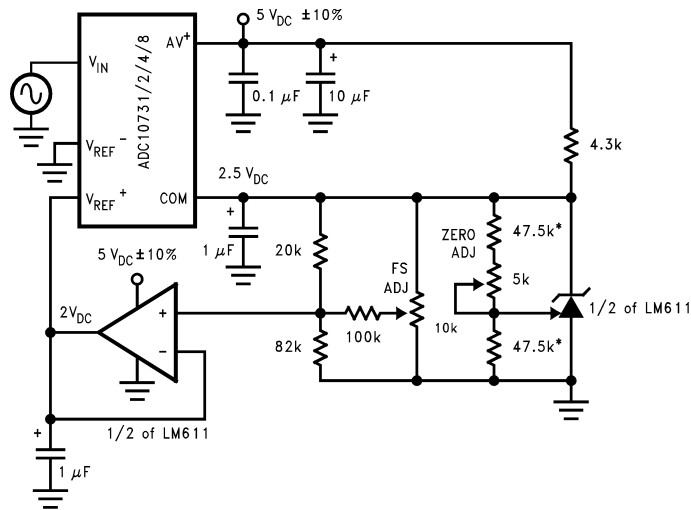 5 VDC ±10%
AV+
VIN
ADC10731/2/4/8
0.1 µF
+
10 µF
VREF−
4.3k
2.5 VDC
VREF+
COM
+
1 µF
5 VDC ±10%
20k
FS
ADJ
ZERO
ADJ
47.5k*
5k
2VDC
+
−
100k
10k
1/2 of LM611
82k
47.5k*
1/2 of LM611
+
1 µF